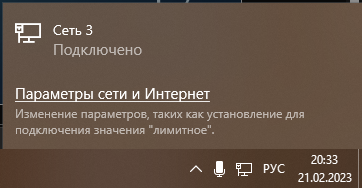 Сеть 3
Подключено
Параметры сети и Интернет
Изменение параметров, таких как установление для
подключения значения "лимитное".
РУС
20:33
21.02.2023